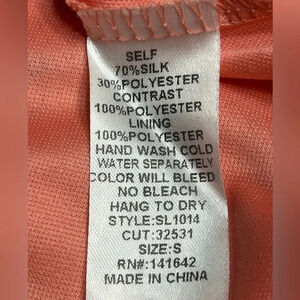 SELF
70%SILK
30%POLYESTER
CONTRAST
100%POLYESTER
LINING
100%POLYESTER
HAND WASH COLD
WATER SEPARATELY
COLOR WILL BLEED
NO BLEACH
HANG TO DRY
STYLE:SL1014
CUT:32531
SIZE:S
RN#:141642
MADE IN CHINA